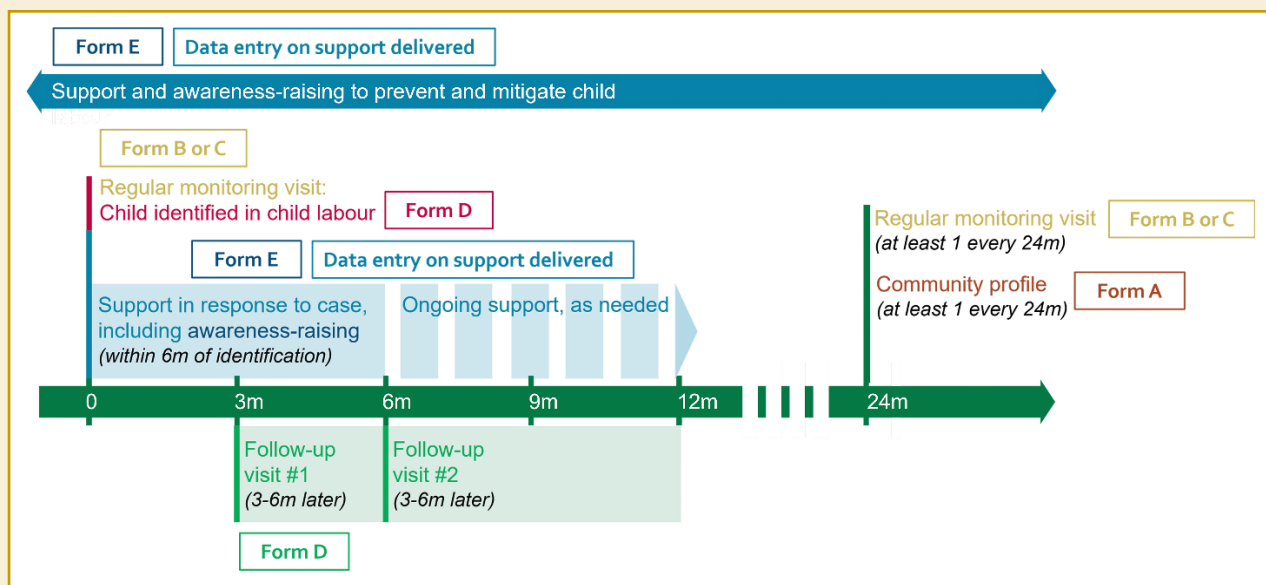 Form E
Data entry on support delivered
Support and awareness-raising to prevent and mitigate child
Form B or C
Regular monitoring visit:
Child identified in child labour
Form D
Form E
Data entry on support delivered
Support in response to case,
including awareness-raising
(within 6m of identification)
Ongoing support, as needed
Regular monitoring visit
(at least 1 every 24m)
Form B or C
Community profile
(at least 1 every 24m)
Form A
0
3m
6m
9m
12m
24m
Follow-up
visit #1
(3-6m later)
Follow-up
visit #2
(3-6m later)
Form D